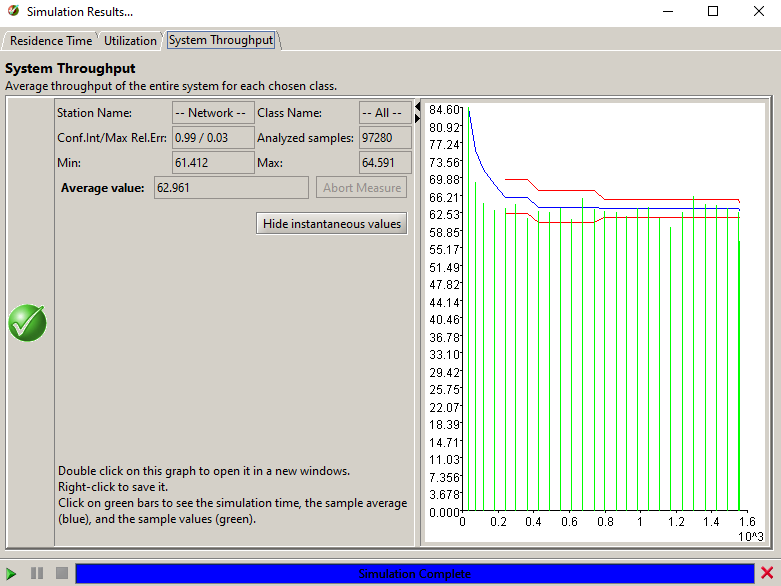 Simulation Results...
Residence Time Utilization System Throughput
System Throughput
Average throughput of the entire system for each chosen class.
Station Name: -- Network -- Class Name: -- All --
Conf.Int/Max Rel.Err: 0.99 / 0.03 Analyzed samples: 97280
Min: 61.412 Max: 64.591
Average value: 62.961 Abort Measure
Hide instantaneous values
Double click on this graph to open it in a new windows.
Right-click to save it.
Click on green bars to see the simulation time, the sample average
(blue), and the sample values (green).
84.60
80.92
77.24
73.56
69.88
66.21
62.53
58.85
55.17
51.49
47.82
44.14
40.46
36.78
33.10
29.42
25.75
22.07
18.39
14.71
11.03
7.356
3.678
0.000
0 0.2 0.4 0.6 0.8 1 1.2 1.4 1.6
10^3
Simulation Complete